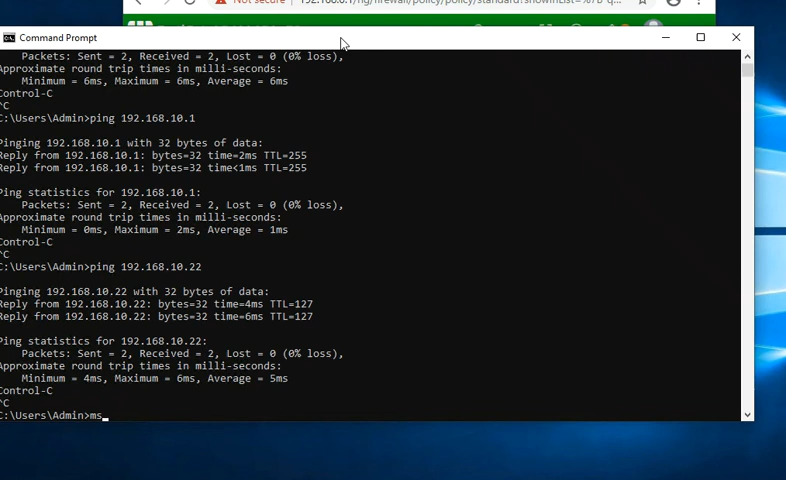 Not secure
Command Prompt
Packets: Sent = 2, Received = 2, Lost = 0 (0% loss),
Approximate round trip times in milli-seconds:
Minimum = 6ms, Maximum = 6ms, Average = 6ms
Control-C
^C
C:\Users\Admin>ping 192.168.10.1
Pinging 192.168.10.1 with 32 bytes of data:
Reply from 192.168.10.1: bytes=32 time=2ms TTL=255
Reply from 192.168.10.1: bytes=32 time<1ms TTL=255
Ping statistics for 192.168.10.1:
Packets: Sent = 2, Received = 2, Lost = 0 (0% loss),
Approximate round trip times in milli-seconds:
Minimum = 0ms, Maximum = 2ms, Average = 1ms
Control-C
^C
C:\Users\Admin>ping 192.168.10.22
Pinging 192.168.10.22 with 32 bytes of data:
Reply from 192.168.10.22: bytes=32 time=4ms TTL=127
Reply from 192.168.10.22: bytes=32 time=6ms TTL=127
Ping statistics for 192.168.10.22:
Packets: Sent = 2, Received = 2, Lost = 0 (0% loss),
Approximate round trip times in milli-seconds:
Minimum = 4ms, Maximum = 6ms, Average = 5ms
Control-C
^C
C:\Users\Admin>ms_